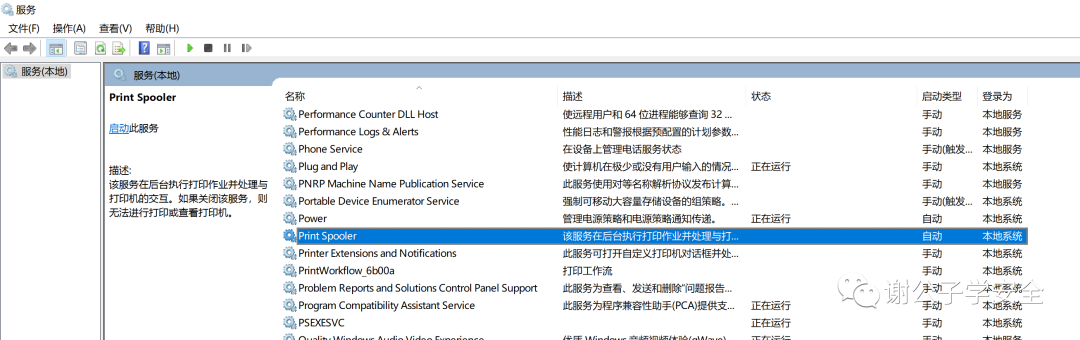 服务
文件(F) 操作(A) 查看(V) 帮助(H)
服务(本地)
服务(本地)
Print Spooler
启动此服务
描述:
该服务在后台执行打印作业并处理与
打印机的交互。如果关闭该服务，则
无法进行打印或查看打印机。
名称 描述 状态 启动类型 登录为
Performance Counter DLL Host 使远程用户和 64 位进程能够查询 32 ... 手动 本地服务
Performance Logs & Alerts 性能日志和警报根据预配置的计划参数... 手动 本地服务
Phone Service 在设备上管理电话服务状态 手动(触发... 本地服务
Plug and Play 使计算机在极少或没有用户输入的情况... 正在运行 手动 本地系统
PNRP Machine Name Publication Service 此服务使用对等名称解析协议发布计算... 手动 本地服务
Portable Device Enumerator Service 强制可移动大容量存储设备的组策略。... 手动(触发... 本地系统
Power 管理电源策略和电源策略通知传递。 正在运行 自动 本地系统
Print Spooler 该服务在后台执行打印作业并处理与打... 自动 本地系统
Printer Extensions and Notifications 此服务可打开自定义打印机对话框并处... 手动 本地系统
PrintWorkflow_6b00a 打印工作流 手动 本地系统
Problem Reports and Solutions Control Panel Support 此服务为查看、发送和删除"问题报告... 手动 本地系统
Program Compatibility Assistant Service 此服务为程序兼容性助手(PCA)提供支... 正在运行 手动 本地系统
PSEXESVC 正在运行 手动 本地系统
Quality Windows Audio Video Experience 优质 Windows 音频视频体验(qWave)... 手动 本地服务
谢公子学安全